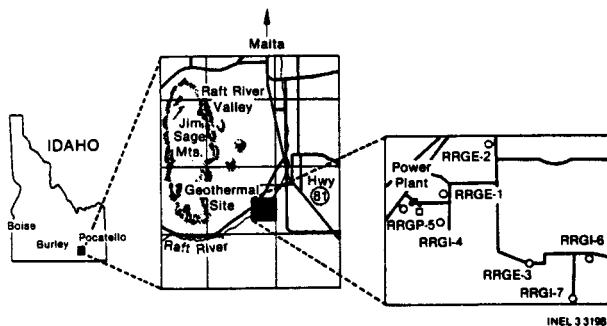 Malta
Raft River
Valley
Jim
Sage
Mts.
Geothermal
Site
Hwy
81
Raft River
IDAHO
Boise
Burley
Pocatello
RRGE-2
Power
Plant
RRGE-1
RRGP-5
RRGI-4
RRGI-6
RRGE-3
RRGI-7
INEL 3 3198